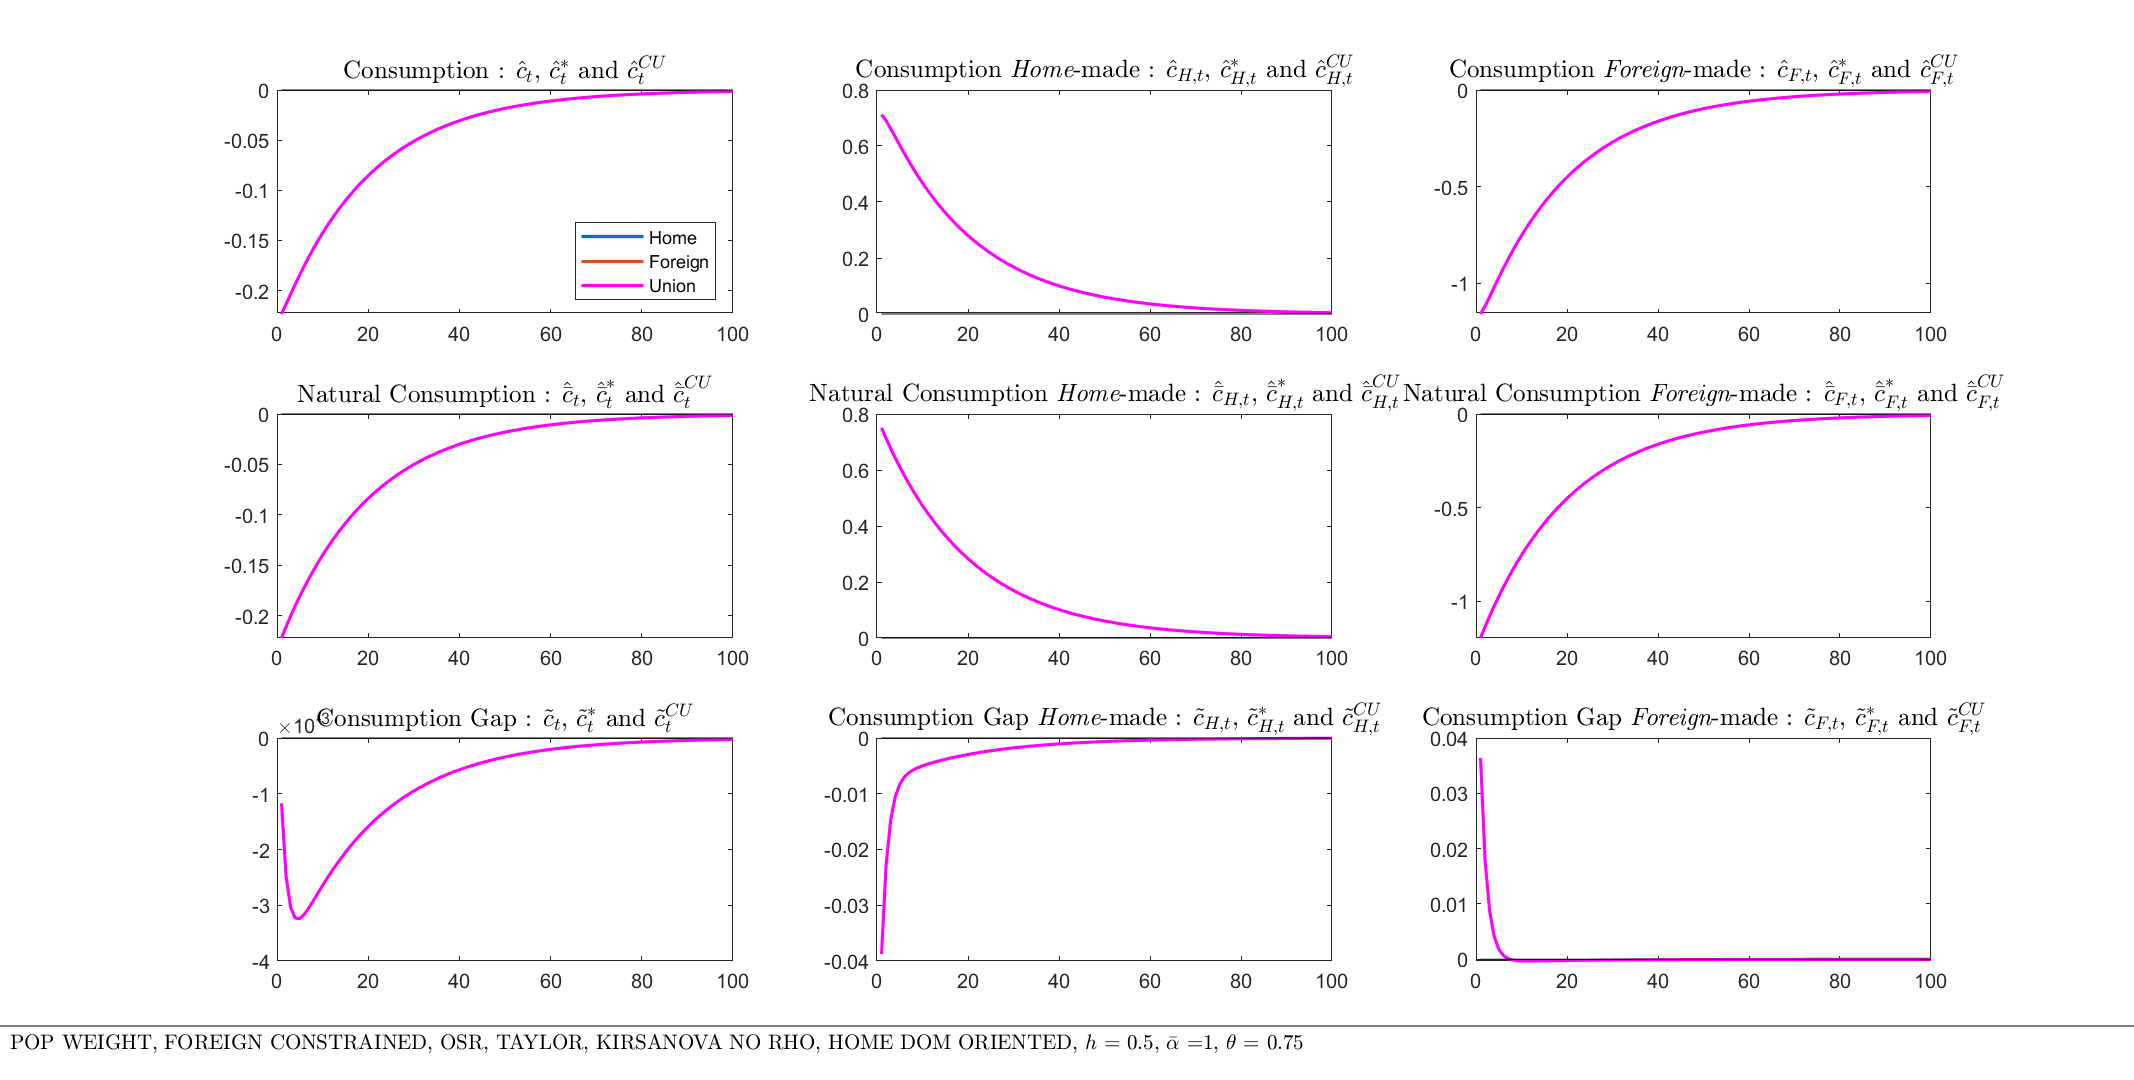 Consumption : ĉ_t, ĉ*_t and ĉ^CU_t
0
-0.05
-0.1
-0.15
-0.2
0 20 40 60 80 100
Home
Foreign
Union
Consumption Home-made : ĉ_H,t, ĉ*_H,t and ĉ^CU_H,t
0.8
0.6
0.4
0.2
0
0 20 40 60 80 100
Consumption Foreign-made : ĉ_F,t, ĉ*_F,t and ĉ^CU_F,t
0
-0.5
-1
0 20 40 60 80 100
Natural Consumption : c̄̂_t, c̄̂*_t and c̄̂^CU_t
0
-0.05
-0.1
-0.15
-0.2
0 20 40 60 80 100
Natural Consumption Home-made : c̄̂_H,t, c̄̂*_H,t and c̄̂^CU_H,t
0.8
0.6
0.4
0.2
0
0 20 40 60 80 100
Natural Consumption Foreign-made : c̄̂_F,t, c̄̂*_F,t and c̄̂^CU_F,t
0
-0.5
-1
0 20 40 60 80 100
Consumption Gap : c̃_t, c̃*_t and c̃^CU_t
×10^-3
0
-1
-2
-3
-4
0 20 40 60 80 100
Consumption Gap Home-made : c̃_H,t, c̃*_H,t and c̃^CU_H,t
0
-0.01
-0.02
-0.03
-0.04
0 20 40 60 80 100
Consumption Gap Foreign-made : c̃_F,t, c̃*_F,t and c̃^CU_F,t
0.04
0.03
0.02
0.01
0
0 20 40 60 80 100
POP WEIGHT, FOREIGN CONSTRAINED, OSR, TAYLOR, KIRSANOVA NO RHO, HOME DOM ORIENTED, h = 0.5, ᾱ =1, θ = 0.75